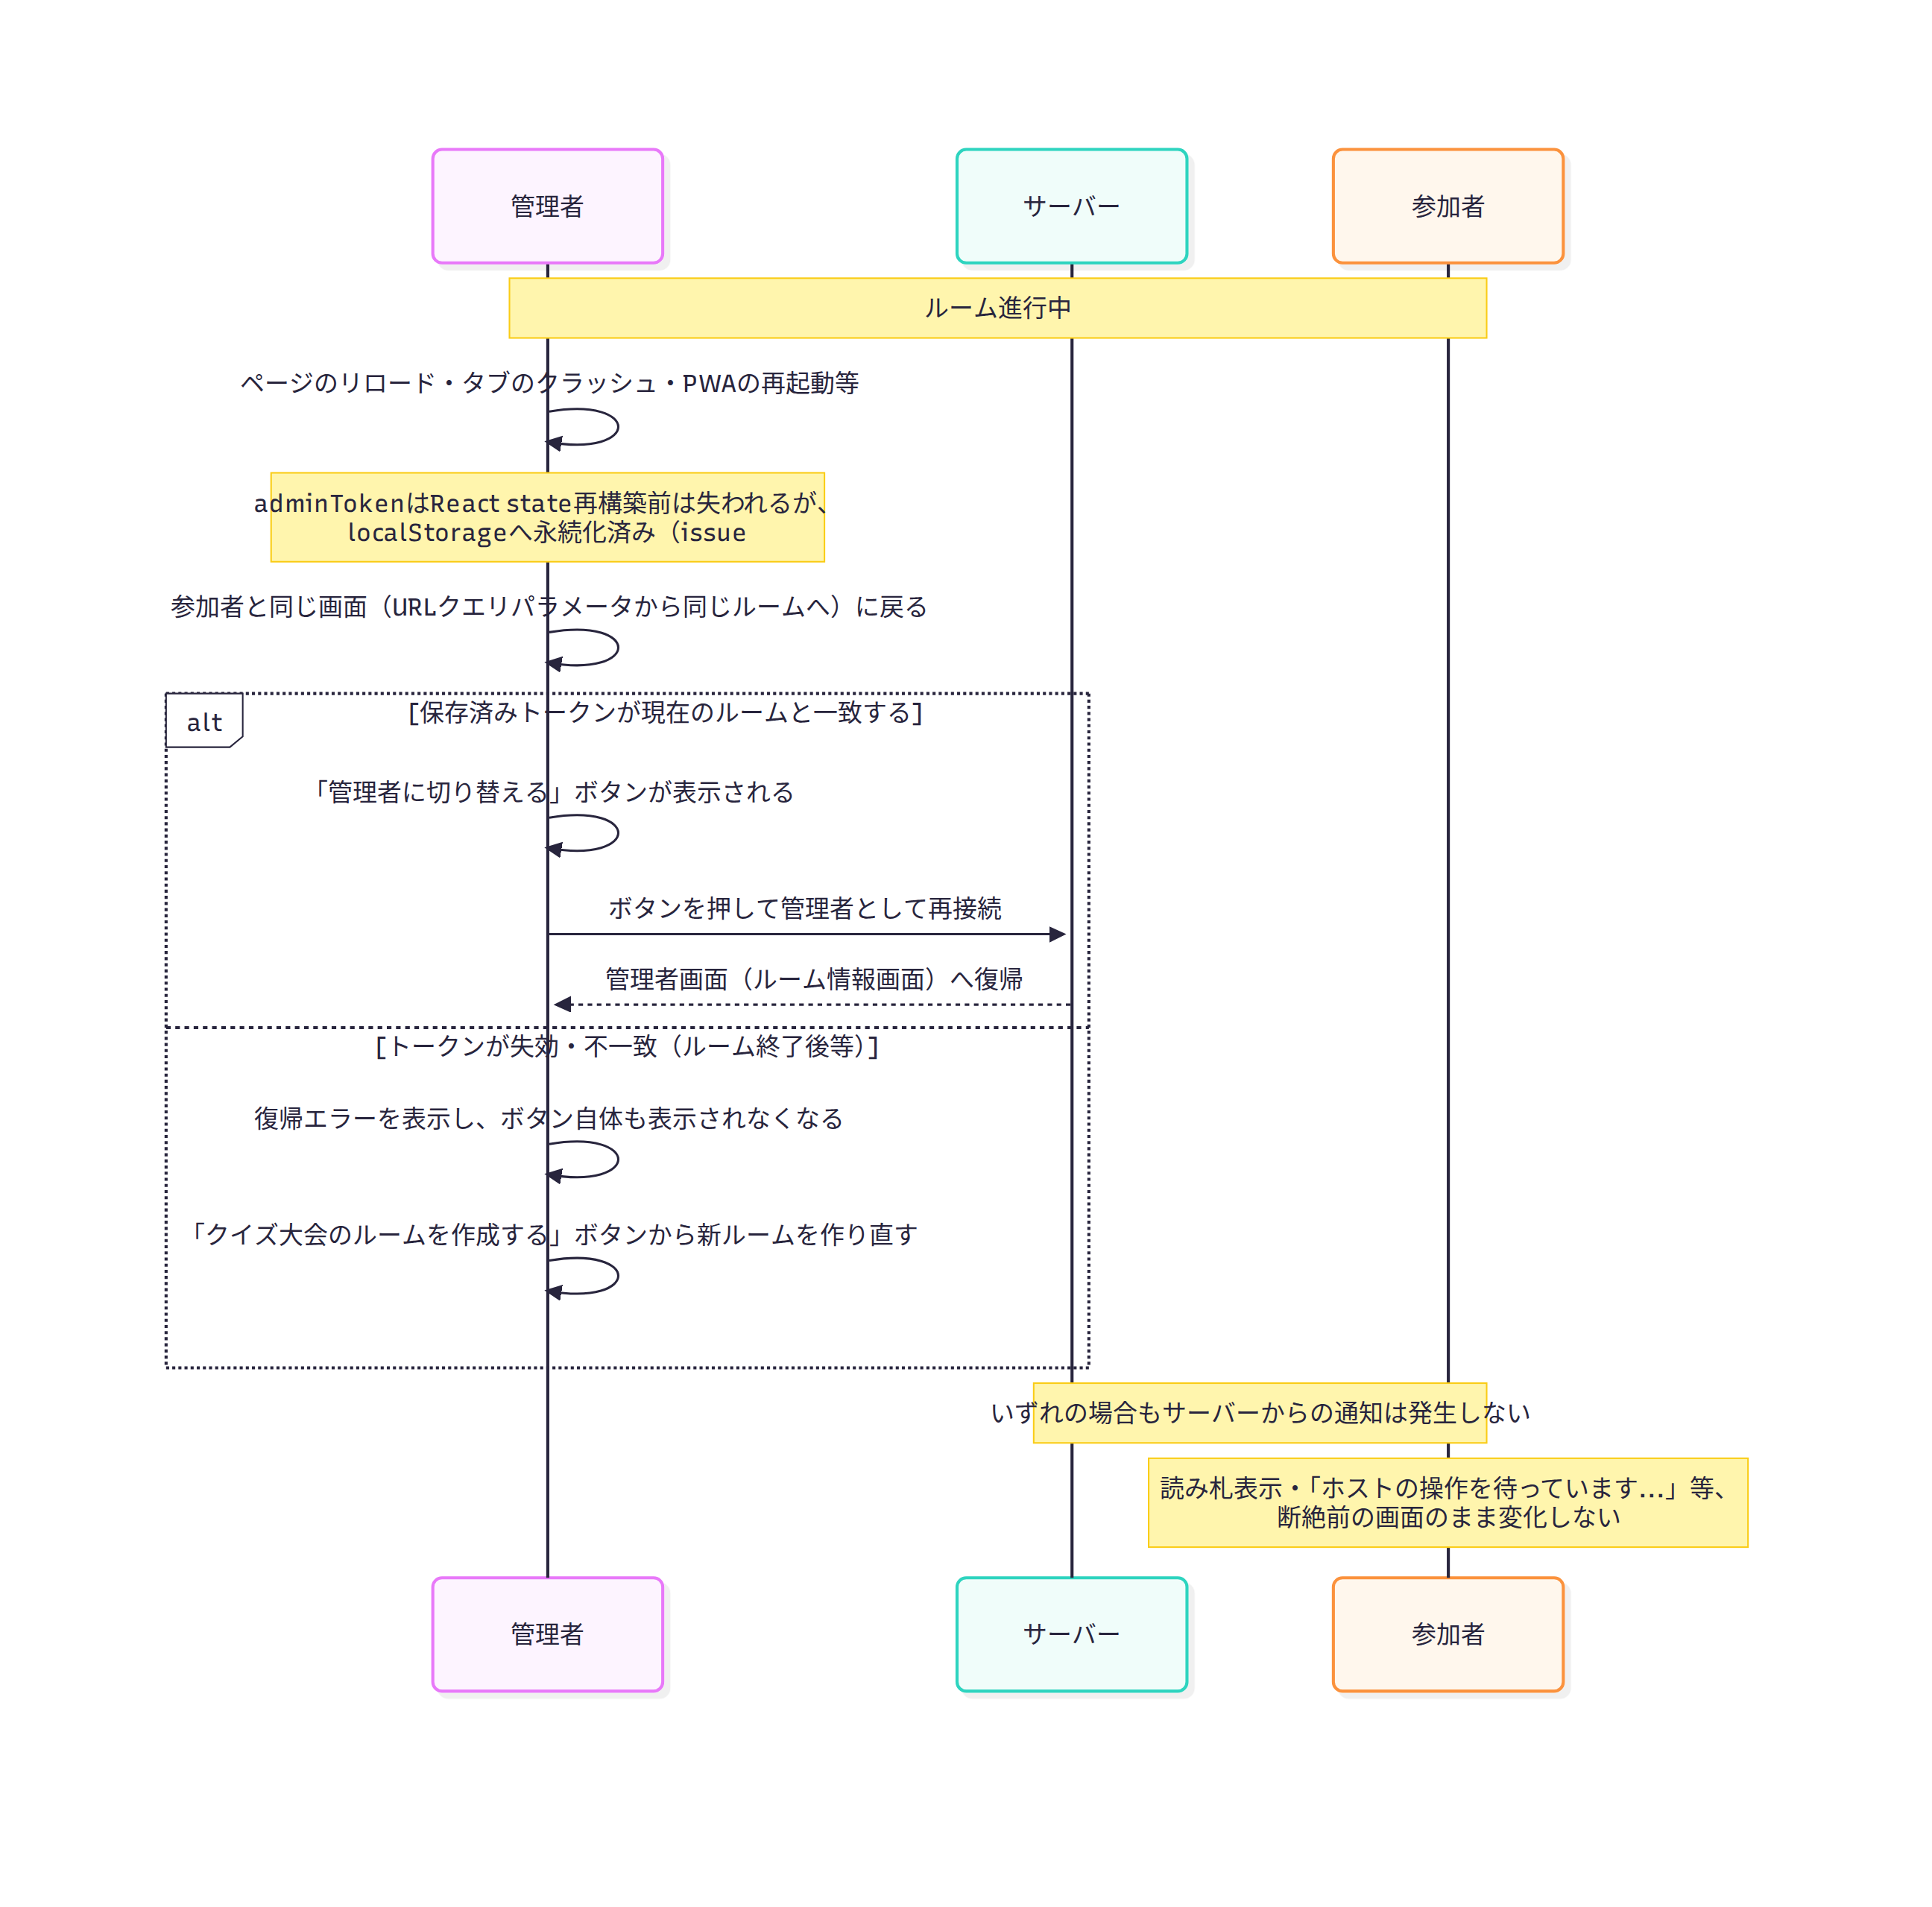 管理者
サーバー
参加者
ルーム進行中
ページのリロード・タブのクラッシュ・PWAの再起動等
adminTokenはReact state再構築前は失われるが、
localStorageへ永続化済み（issue
参加者と同じ画面（URLクエリパラメータから同じルームへ）に戻る
alt
[保存済みトークンが現在のルームと一致する]
「管理者に切り替える」ボタンが表示される
ボタンを押して管理者として再接続
管理者画面（ルーム情報画面）へ復帰
[トークンが失効・不一致（ルーム終了後等）]
復帰エラーを表示し、ボタン自体も表示されなくなる
「クイズ大会のルームを作成する」ボタンから新ルームを作り直す
いずれの場合もサーバーからの通知は発生しない
読み札表示・「ホストの操作を待っています...」等、
断絶前の画面のまま変化しない
管理者
サーバー
参加者